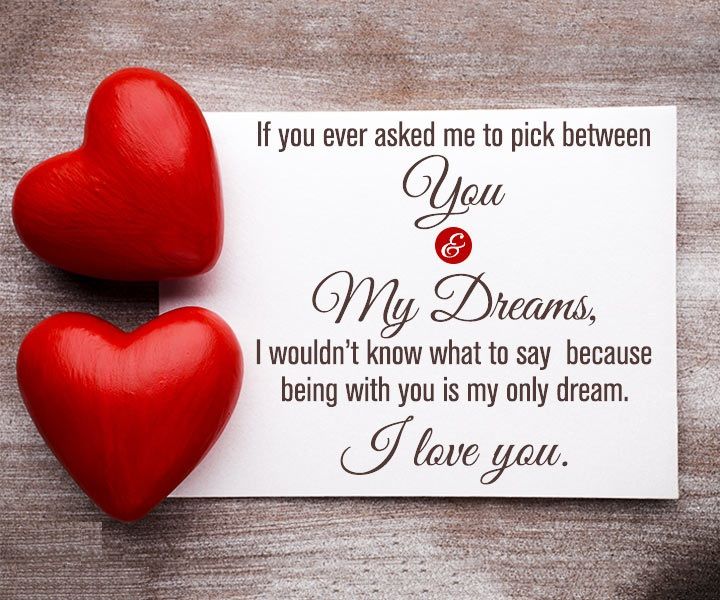 If you ever asked me to pick between
You
&
My Dreams,
I wouldn't know what to say because
being with you is my only dream.
I love you.